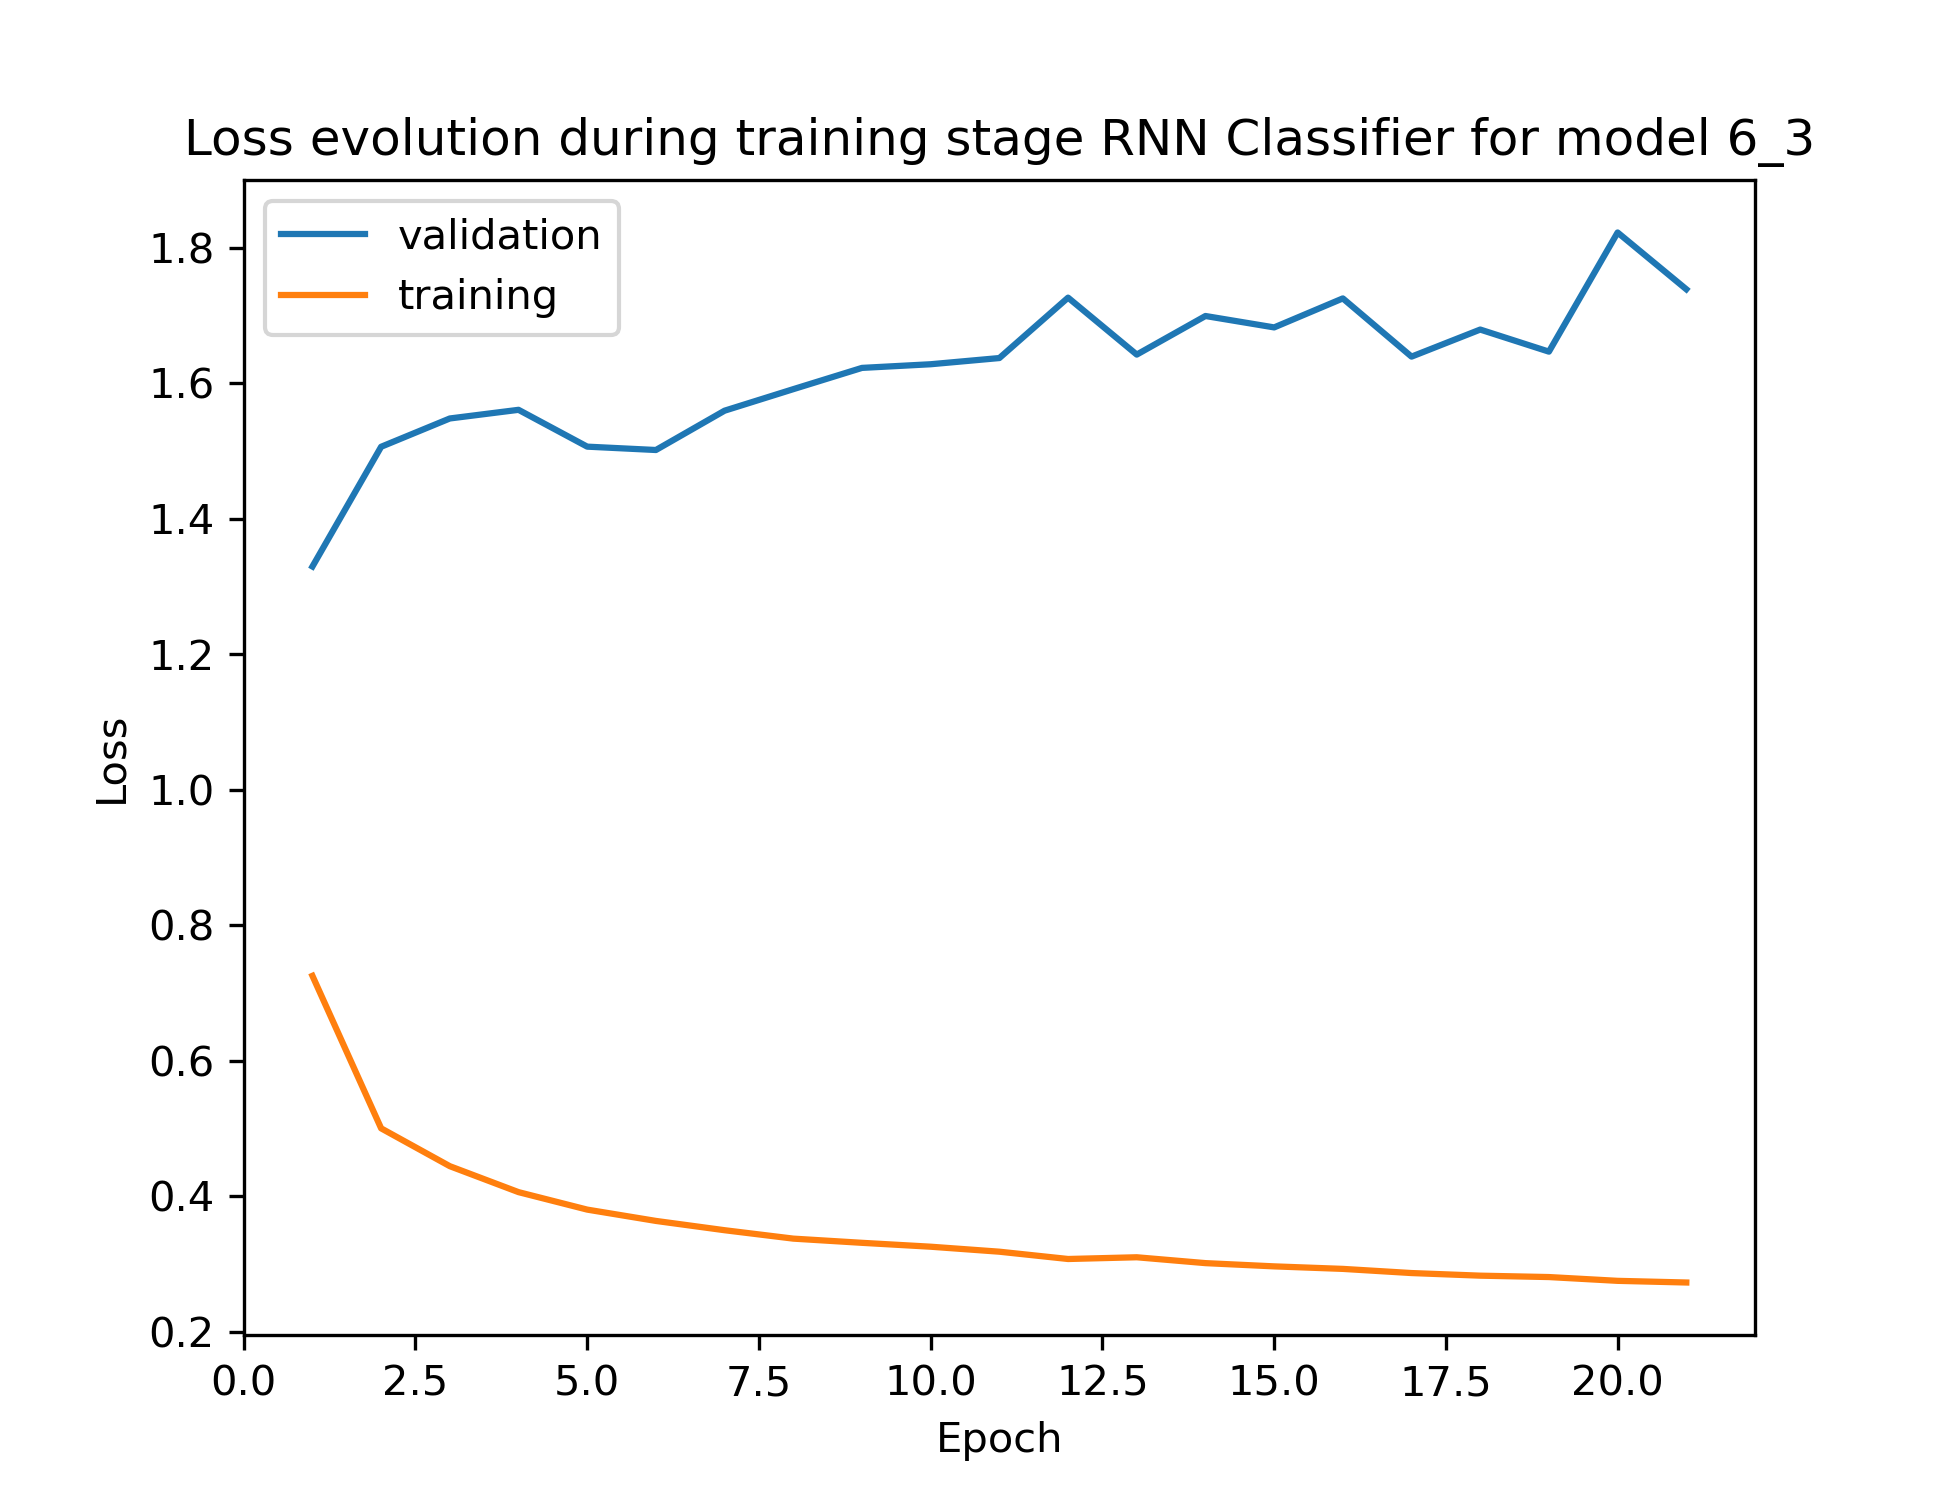 Loss evolution during training stage RNN Classifier for model 6_3
validation
training
1.8
1.6
1.4
1.2
1.0
0.8
0.6
0.4
0.2
Loss
0.0 2.5 5.0 7.5 10.0 12.5 15.0 17.5 20.0
Epoch